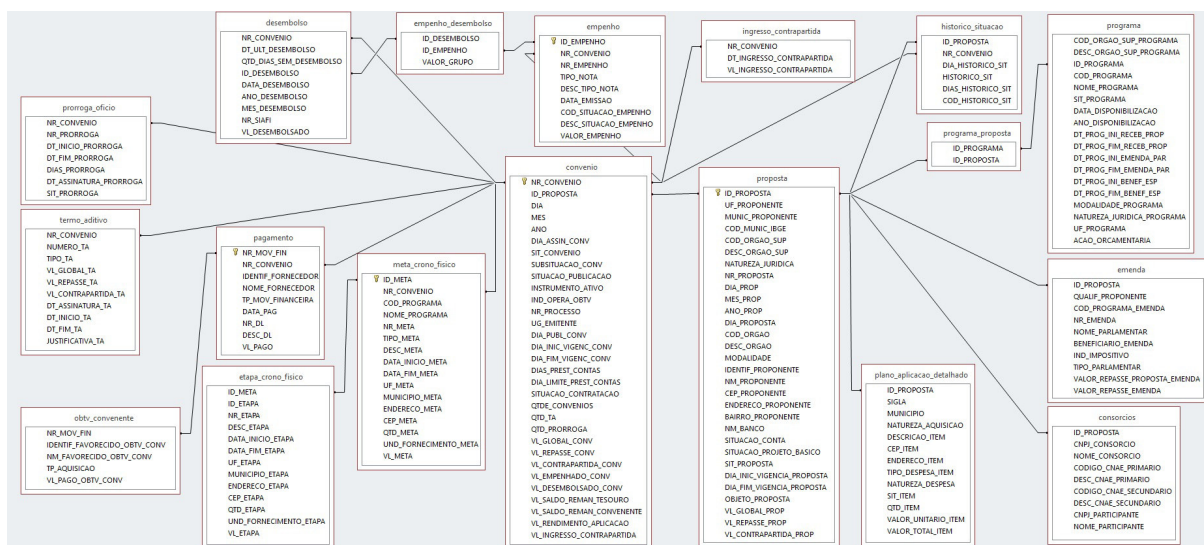 desembolso
NR_CONVENIO
DT_ULT_DESEMBOLSO
QTD_DIAS_SEM_DESEMBOLSO
ID_DESEMBOLSO
DATA_DESEMBOLSO
ANO_DESEMBOLSO
MES_DESEMBOLSO
NR_SIAFI
VL_DESEMBOLSADO
empenho_desembolso
ID_DESEMBOLSO
ID_EMPENHO
VALOR_GRUPO
empenho
ID_EMPENHO
NR_CONVENIO
NR_EMPENHO
TIPO_NOTA
DESC_TIPO_NOTA
DATA_EMISSAO
COD_SITUACAO_EMPENHO
DESC_SITUACAO_EMPENHO
VALOR_EMPENHO
ingresso_contrapartida
NR_CONVENIO
DT_INGRESSO_CONTRAPARTIDA
VL_INGRESSO_CONTRAPARTIDA
historico_situacao
ID_PROPOSTA
NR_CONVENIO
DIA_HISTORICO_SIT
HISTORICO_SIT
DIAS_HISTORICO_SIT
COD_HISTORICO_SIT
programa
COD_ORGAO_SUP_PROGRAMA
DESC_ORGAO_SUP_PROGRAMA
ID_PROGRAMA
COD_PROGRAMA
NOME_PROGRAMA
SIT_PROGRAMA
DATA_DISPONIBILIZACAO
ANO_DISPONIBILIZACAO
DT_PROG_INI_RECEB_PROP
DT_PROG_FIM_RECEB_PROP
DT_PROG_INI_EMENDA_PAR
DT_PROG_FIM_EMENDA_PAR
DT_PROG_INI_BENEF_ESP
DT_PROG_FIM_BENEF_ESP
MODALIDADE_PROGRAMA
NATUREZA_JURIDICA_PROGRAMA
UF_PROGRAMA
ACAO_ORCAMENTARIA
prorroga_oficio
NR_CONVENIO
NR_PRORROGA
DT_INICIO_PRORROGA
DT_FIM_PRORROGA
DIAS_PRORROGA
DT_ASSINATURA_PRORROGA
SIT_PRORROGA
programa_proposta
ID_PROGRAMA
ID_PROPOSTA
termo_aditivo
NR_CONVENIO
NUMERO_TA
TIPO_TA
VL_GLOBAL_TA
VL_REPASSE_TA
VL_CONTRAPARTIDA_TA
DT_ASSINATURA_TA
DT_INICIO_TA
DT_FIM_TA
JUSTIFICATIVA_TA
pagamento
NR_MOV_FIN
NR_CONVENIO
IDENTIF_FORNECEDOR
NOME_FORNECEDOR
TP_MOV_FINANCEIRA
DATA_PAG
NR_DL
DESC_DL
VL_PAGO
meta_crono_fisico
ID_META
NR_CONVENIO
COD_PROGRAMA
NOME_PROGRAMA
NR_META
TIPO_META
DESC_META
DATA_INICIO_META
DATA_FIM_META
UF_META
MUNICIPIO_META
ENDERECO_META
CEP_META
QTD_META
UND_FORNECIMENTO_META
VL_META
convenio
NR_CONVENIO
ID_PROPOSTA
DIA
MES
ANO
DIA_ASSIN_CONV
SIT_CONVENIO
SUBSITUACAO_CONV
SITUACAO_PUBLICACAO
INSTRUMENTO_ATIVO
IND_OPERA_OBTV
NR_PROCESSO
UG_EMITENTE
DIA_PUBL_CONV
DIA_INIC_VIGENC_CONV
DIA_FIM_VIGENC_CONV
DIAS_PREST_CONTAS
DIA_LIMITE_PREST_CONTAS
SITUACAO_CONTRATACAO
QTDE_CONVENIOS
QTD_TA
QTD_PRORROGA
VL_GLOBAL_CONV
VL_REPASSE_CONV
VL_CONTRAPARTIDA_CONV
VL_EMPENHADO_CONV
VL_DESEMBOLSADO_CONV
VL_SALDO_REMAN_TESOURO
VL_SALDO_REMAN_CONVENENTE
VL_RENDIMENTO_APLICACAO
VL_INGRESSO_CONTRAPARTIDA
proposta
ID_PROPOSTA
UF_PROPONENTE
MUNIC_PROPONENTE
COD_MUNIC_IBGE
COD_ORGAO_SUP
DESC_ORGAO_SUP
NATUREZA_JURIDICA
NR_PROPOSTA
DIA_PROP
MES_PROP
ANO_PROP
DIA_PROPOSTA
COD_ORGAO
DESC_ORGAO
MODALIDADE
IDENTIF_PROPONENTE
NM_PROPONENTE
CEP_PROPONENTE
ENDERECO_PROPONENTE
BAIRRO_PROPONENTE
NM_BANCO
SITUACAO_CONTA
SITUACAO_PROJETO_BASICO
SIT_PROPOSTA
DIA_INIC_VIGENCIA_PROPOSTA
DIA_FIM_VIGENCIA_PROPOSTA
OBJETO_PROPOSTA
VL_GLOBAL_PROP
VL_REPASSE_PROP
VL_CONTRAPARTIDA_PROP
emenda
ID_PROPOSTA
QUALIF_PROPONENTE
COD_PROGRAMA_EMENDA
NR_EMENDA
NOME_PARLAMENTAR
BENEFICIARIO_EMENDA
IND_IMPOSITIVO
TIPO_PARLAMENTAR
VALOR_REPASSE_PROPOSTA_EMENDA
VALOR_REPASSE_EMENDA
etapa_crono_fisico
ID_META
ID_ETAPA
NR_ETAPA
DESC_ETAPA
DATA_INICIO_ETAPA
DATA_FIM_ETAPA
UF_ETAPA
MUNICIPIO_ETAPA
ENDERECO_ETAPA
CEP_ETAPA
QTD_ETAPA
UND_FORNECIMENTO_ETAPA
VL_ETAPA
plano_aplicacao_detalhado
ID_PROPOSTA
SIGLA
MUNICIPIO
NATUREZA_AQUISICAO
DESCRICAO_ITEM
CEP_ITEM
ENDERECO_ITEM
TIPO_DESPESA_ITEM
NATUREZA_DESPESA
SIT_ITEM
QTD_ITEM
VALOR_UNITARIO_ITEM
VALOR_TOTAL_ITEM
obtv_convenente
NR_MOV_FIN
IDENTIF_FAVORECIDO_OBTV_CONV
NM_FAVORECIDO_OBTV_CONV
TP_AQUISICAO
VL_PAGO_OBTV_CONV
consorcios
ID_PROPOSTA
CNPJ_CONSORCIO
NOME_CONSORCIO
CODIGO_CNAE_PRIMARIO
DESC_CNAE_PRIMARIO
CODIGO_CNAE_SECUNDARIO
DESC_CNAE_SECUNDARIO
CNPJ_PARTICIPANTE
NOME_PARTICIPANTE